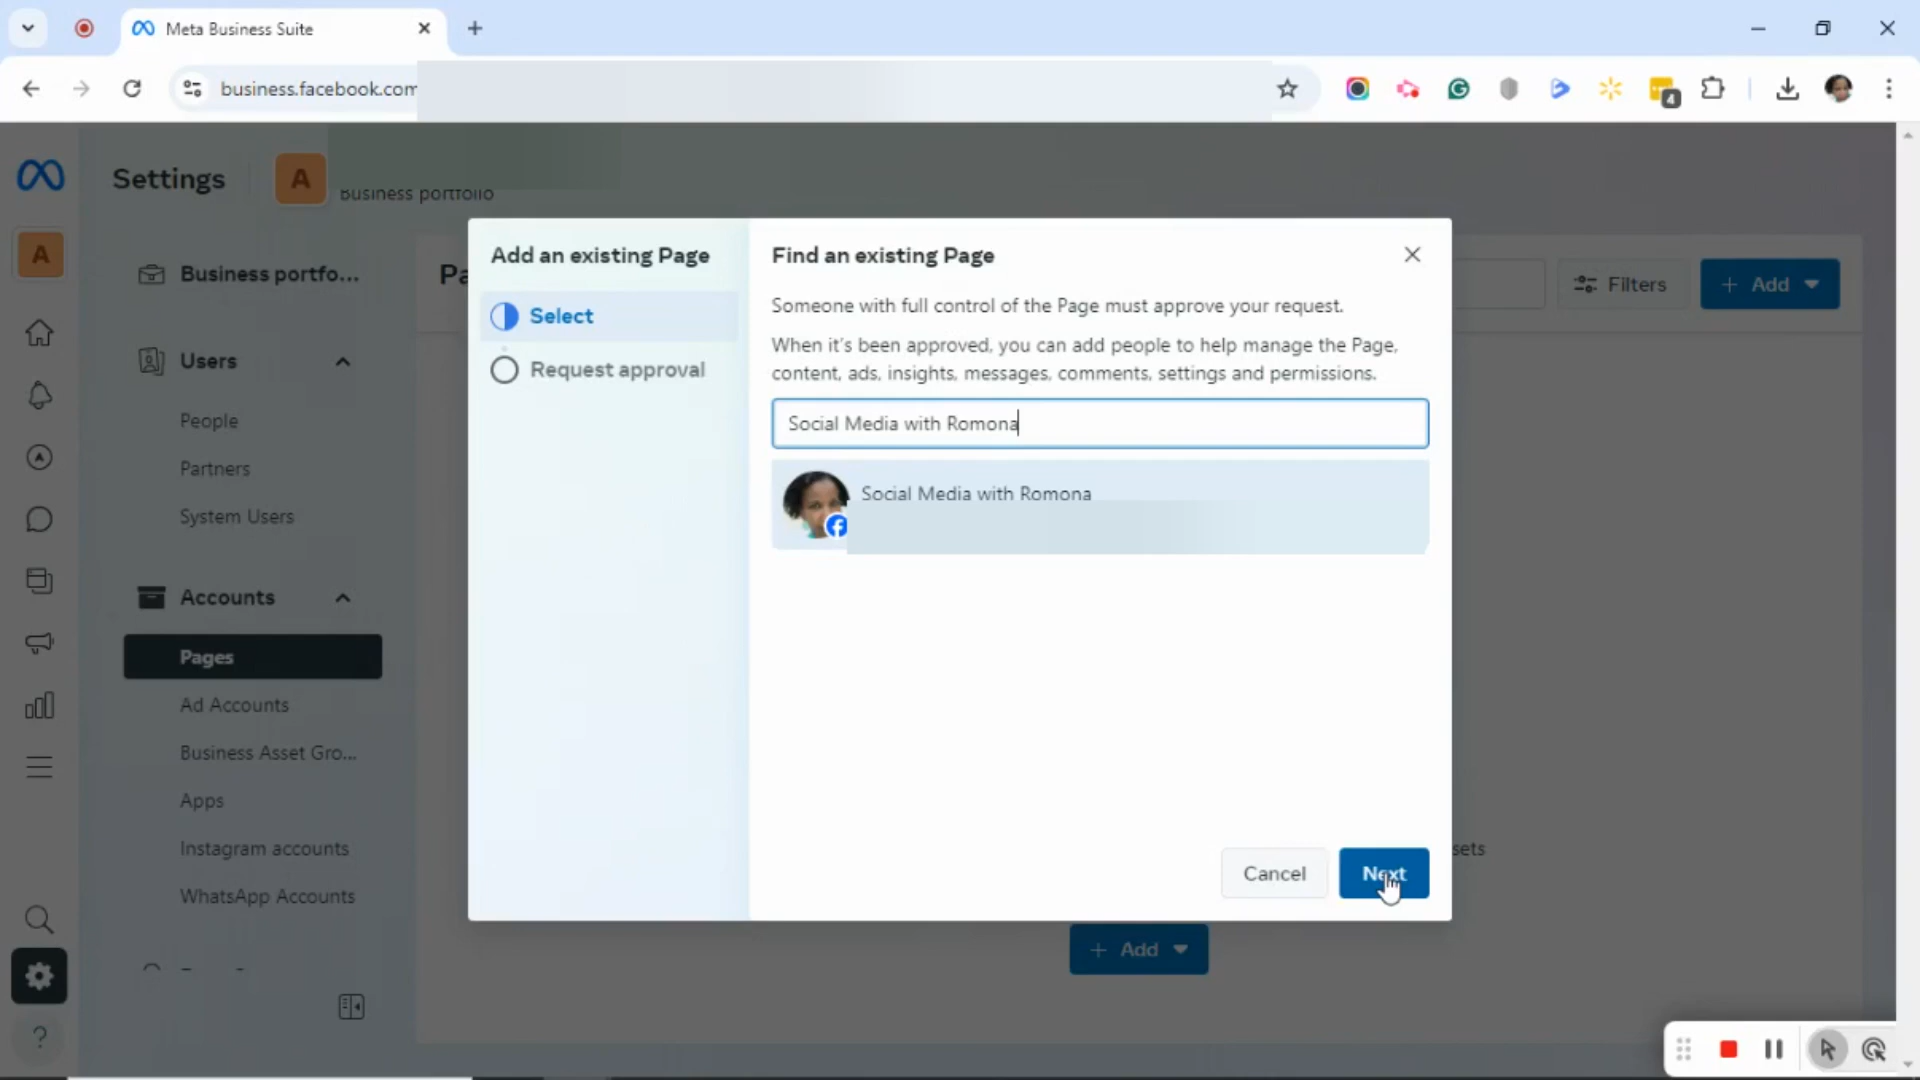 Meta Business Suite
business.facebook.com
4
Settings
A
Business portfolio
A
Business portfo...
Users
People
Partners
System Users
Accounts
Pages
Ad Accounts
Business Asset Gro...
Apps
Instagram accounts
WhatsApp Accounts
Filters
+ Add
Add an existing Page
Select
Request approval
Find an existing Page
Someone with full control of the Page must approve your request.
When it's been approved, you can add people to help manage the Page,
content, ads, insights, messages, comments, settings and permissions.
Social Media with Romona
Social Media with Romona
Cancel
Next
sets
+ Add
?